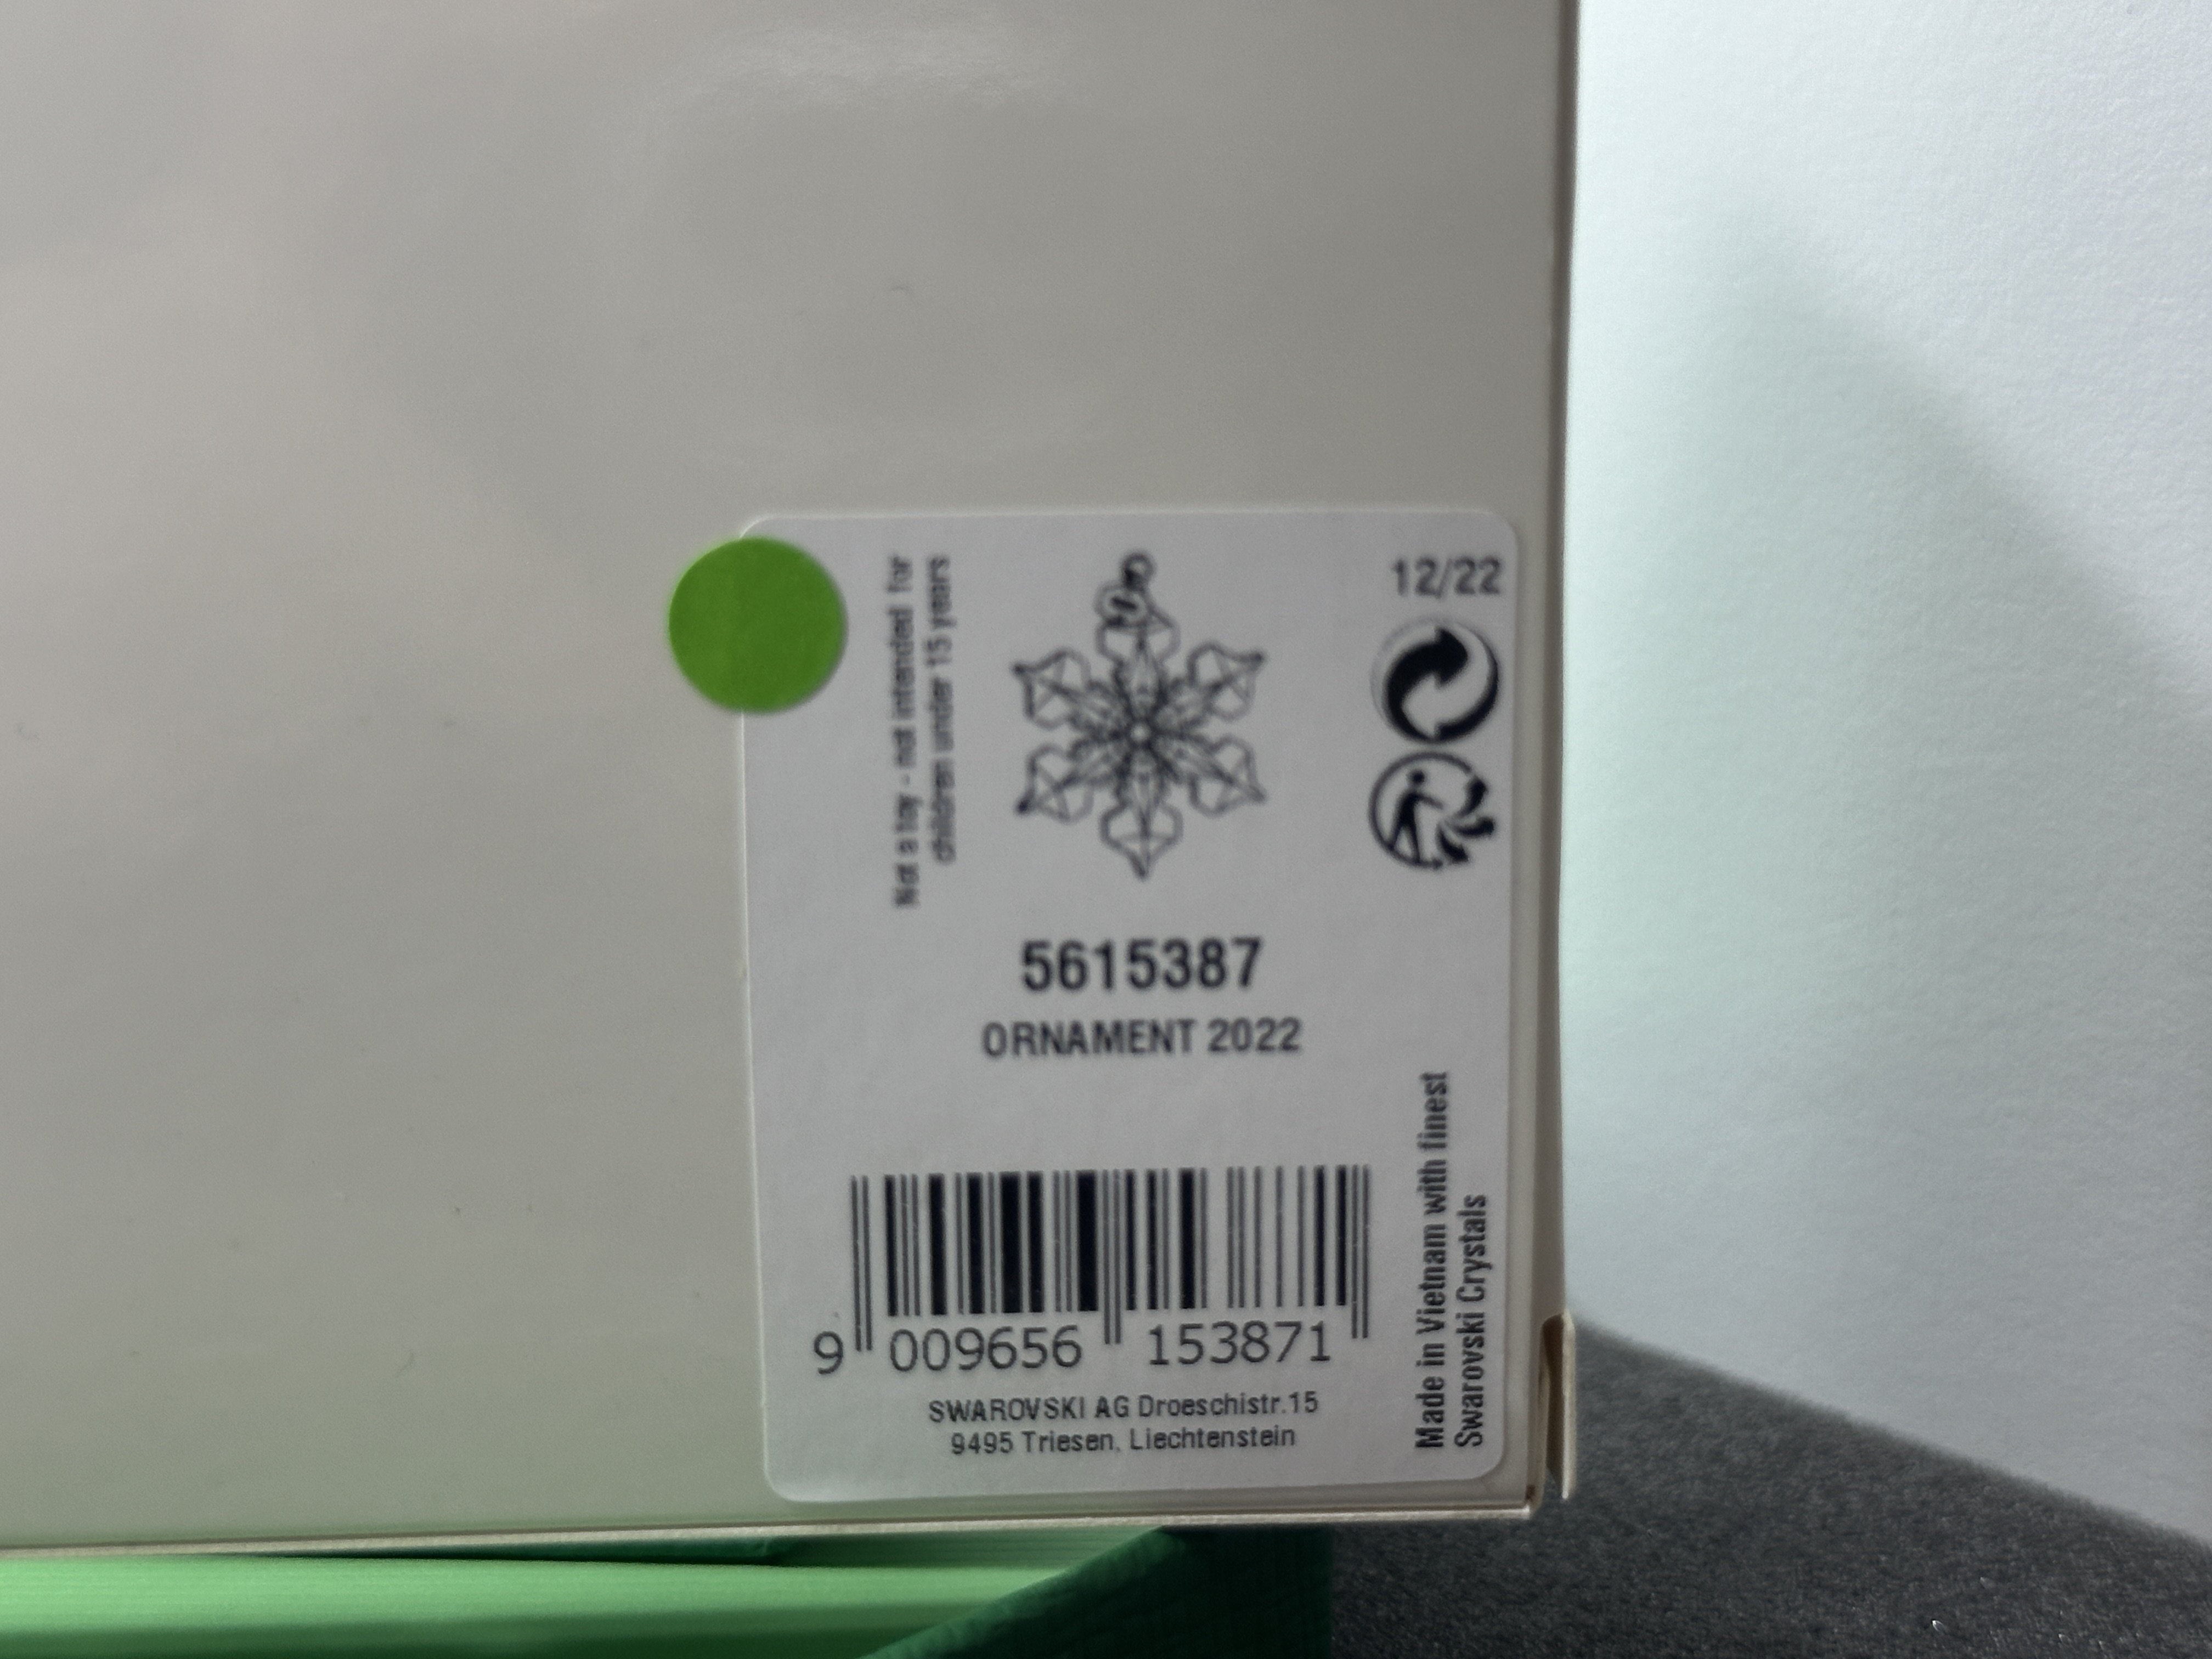 Not a toy - not intended for
children under 15 years
12/22
5615387
ORNAMENT 2022
9 009656 153871
SWAROVSKI AG Droeschistr.15
9495 Triesen, Liechtenstein
Made in Vietnam with finest
Swarovski Crystals